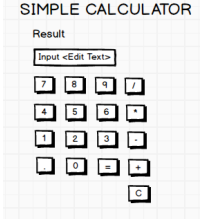 SIMPLE CALCULATOR
Result
Input <Edit Text>
7 8 9 /
4 5 6 *
1 2 3 -
. 0 = +
C